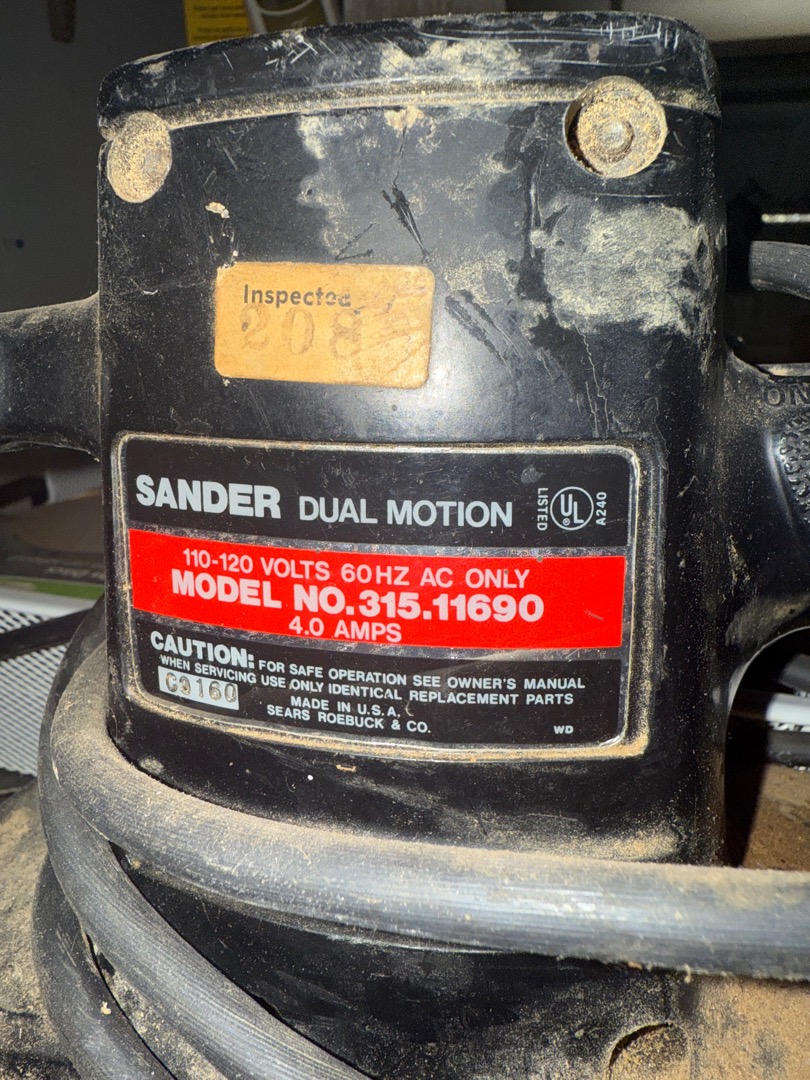 Inspected
208
SANDER DUAL MOTION
LISTED UL A240
110-120 VOLTS 60HZ AC ONLY
MODEL NO.315.11690
4.0 AMPS
CAUTION: FOR SAFE OPERATION SEE OWNER'S MANUAL
WHEN SERVICING USE ONLY IDENTICAL REPLACEMENT PARTS
MADE IN U.S.A.
SEARS ROEBUCK & CO.
WD
ON